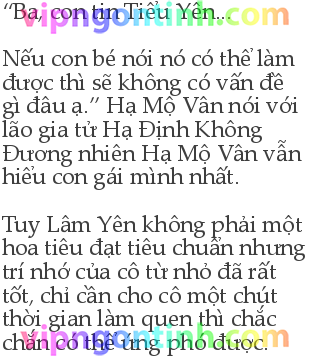 “Ba, con tin Tiểu Yên...
Nếu con bé nói nó có thể làm
được thì sẽ không có vấn đề
gì đâu ạ.” Hạ Mộ Vân nói với
lão gia tử Hạ Định Không
Đương nhiên Hạ Mộ Vân vẫn
hiểu con gái mình nhất.
Tuy Lâm Yên không phải một
hoa tiêu đạt tiêu chuẩn nhưng
trí nhớ của cô từ nhỏ đã rất
tốt, chỉ cần cho cô một chút
thời gian làm quen thì chắc
chắn có thể ứng phó được.
vipngontinh.com
vipngontinh.com